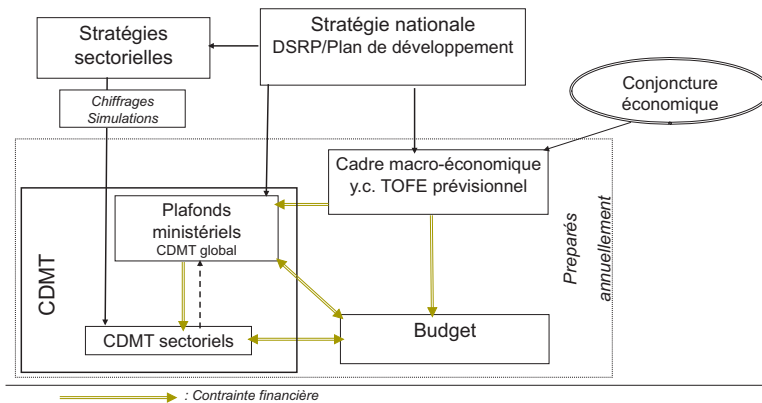 Stratégies
sectorielles
Stratégie nationale
DSRP/Plan de développement
Conjoncture
économique
Chiffrages
Simulations
Cadre macro-économique
y.c. TOFE prévisionnel
Plafonds
ministériels
CDMT global
CDMT
CDMT sectoriels
Budget
Preparés
annuellement
: Contrainte financière